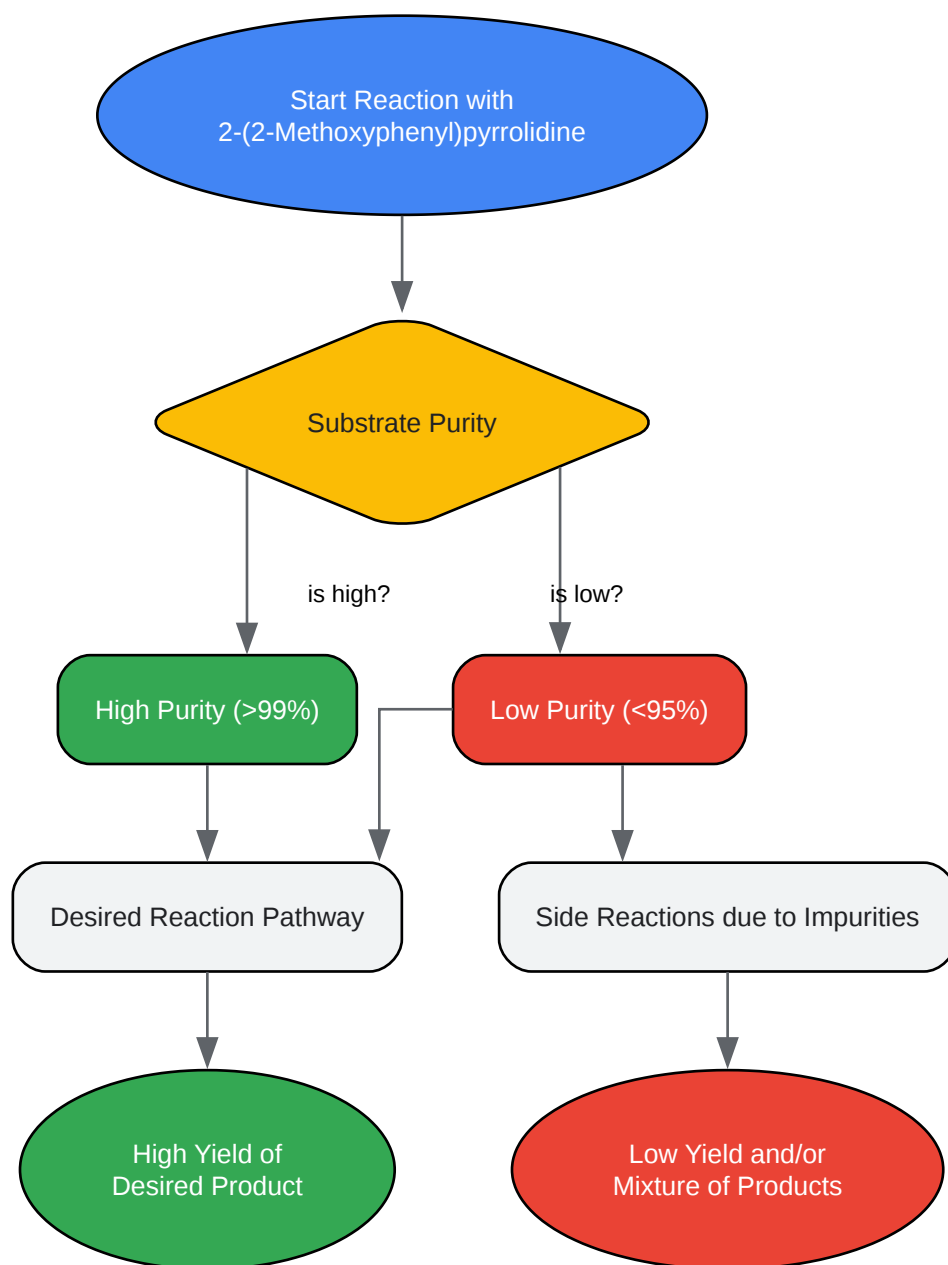 Start Reaction with
2-(2-Methoxyphenyl)pyrrolidine
Substrate Purity
is high?
is low?
High Purity (>99%)
Low Purity (<95%)
Desired Reaction Pathway
Side Reactions due to Impurities
High Yield of
Desired Product
Low Yield and/or
Mixture of Products